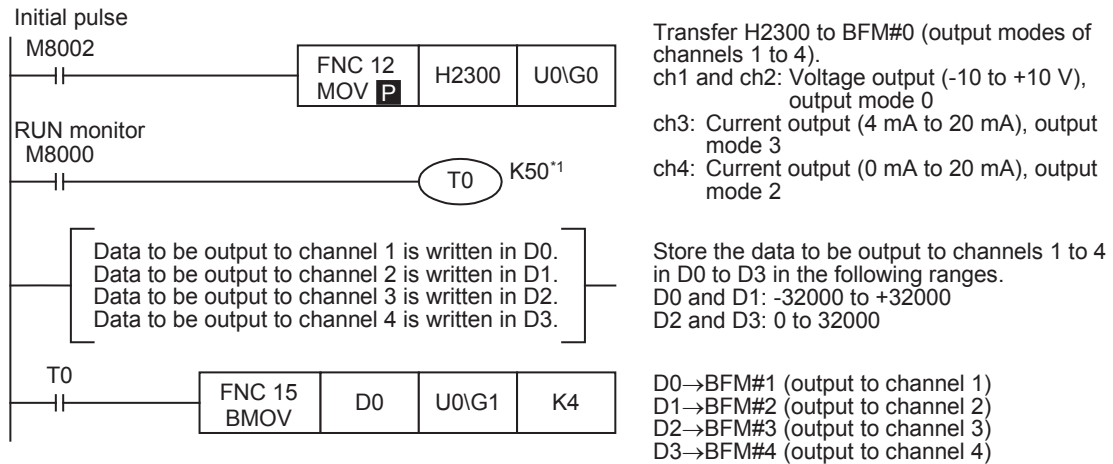 Initial pulse
M8002
FNC 12
MOV P
H2300
U0\G0
Transfer H2300 to BFM#0 (output modes of
channels 1 to 4).
ch1 and ch2: Voltage output (-10 to +10 V),
output mode 0
ch3: Current output (4 mA to 20 mA), output
mode 3
ch4: Current output (0 mA to 20 mA), output
mode 2
RUN monitor
M8000
T0
K50*1
Data to be output to channel 1 is written in D0.
Data to be output to channel 2 is written in D1.
Data to be output to channel 3 is written in D2.
Data to be output to channel 4 is written in D3.
Store the data to be output to channels 1 to 4
in D0 to D3 in the following ranges.
D0 and D1: -32000 to +32000
D2 and D3: 0 to 32000
T0
FNC 15
BMOV
D0
U0\G1
K4
D0→BFM#1 (output to channel 1)
D1→BFM#2 (output to channel 2)
D2→BFM#3 (output to channel 3)
D3→BFM#4 (output to channel 4)